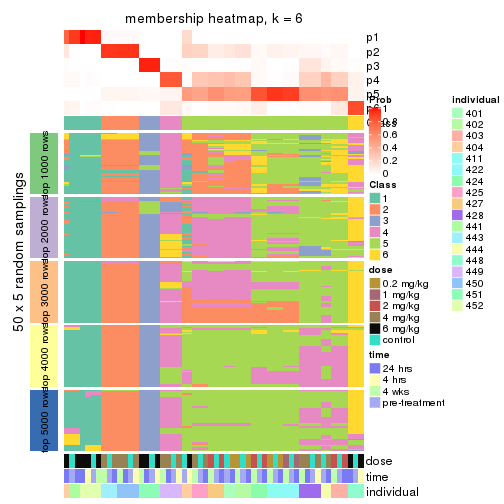 membership heatmap, k = 6
p1
p2
p3
p4
p5
p6
50 x 5 random samplings
top 1000 rows
top 2000 rows
top 3000 rows
top 4000 rows
top 5000 rows
dose
time
individual
Prob
1
0.8
0.6
0.4
0.2
0
Class
1
2
3
4
5
6
dose
0.2 mg/kg
1 mg/kg
2 mg/kg
4 mg/kg
6 mg/kg
control
time
24 hrs
4 hrs
4 wks
pre-treatment
individual
401
402
403
404
411
422
424
425
427
428
441
443
444
448
449
450
451
452